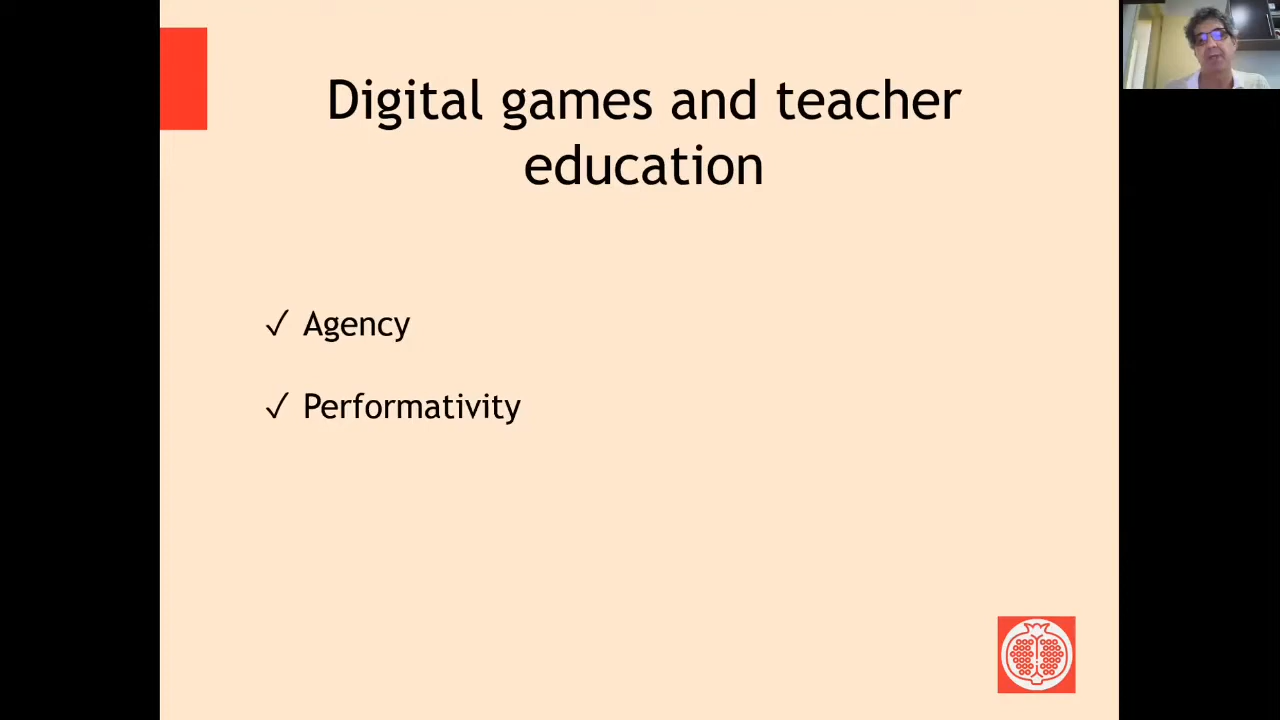 Digital games and teacher
education
✓ Agency
✓ Performativity